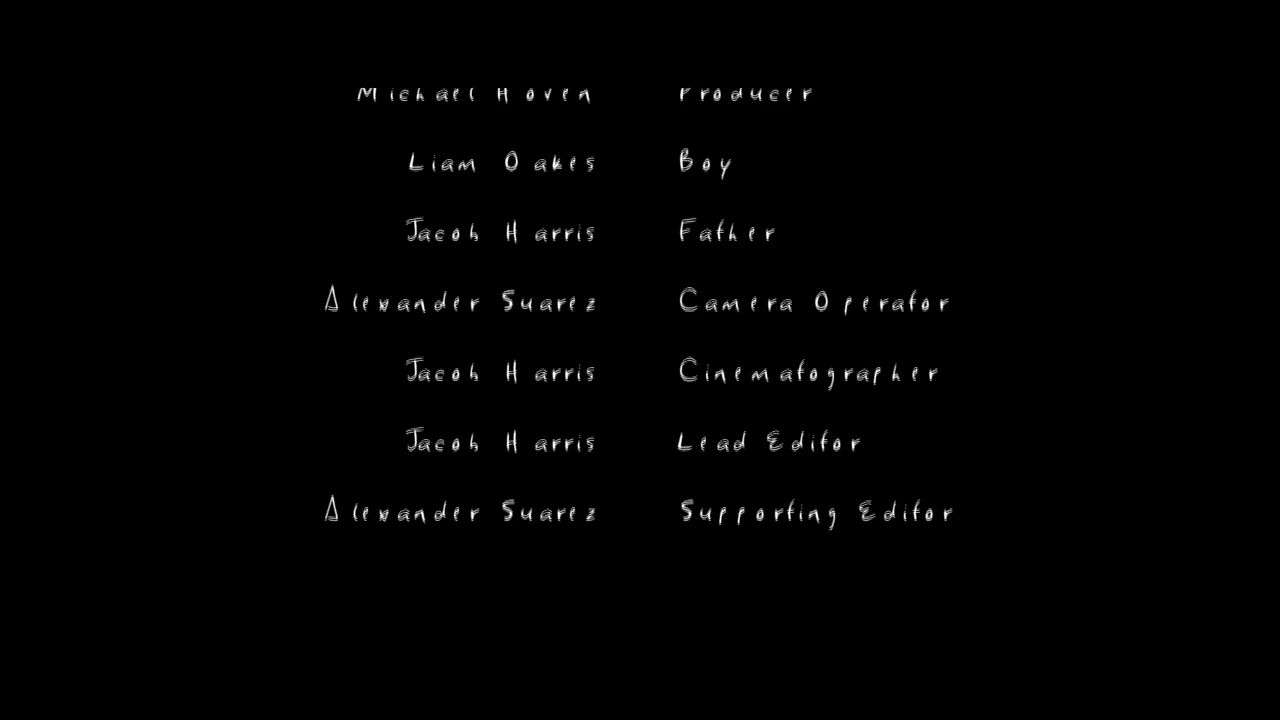 Michael Hoven Producer
Liam Oakes Boy
Jacob Harris Father
Alexander Suarez Camera Operator
Jacob Harris Cinematographer
Jacob Harris Lead Editor
Alexander Suarez Supporting Editor